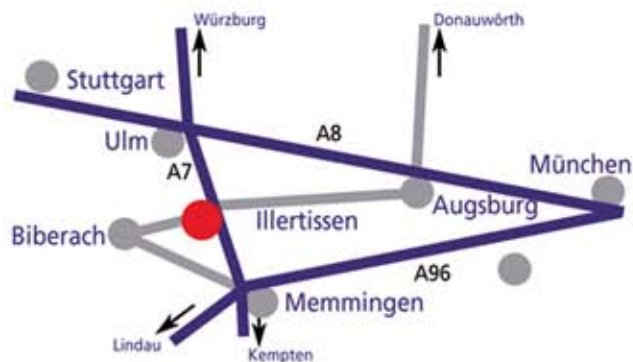 Würzburg
Donauwörth
Stuttgart
Ulm
A8
A7
München
Illertissen
Augsburg
Biberach
A96
Memmingen
Lindau
Kempten